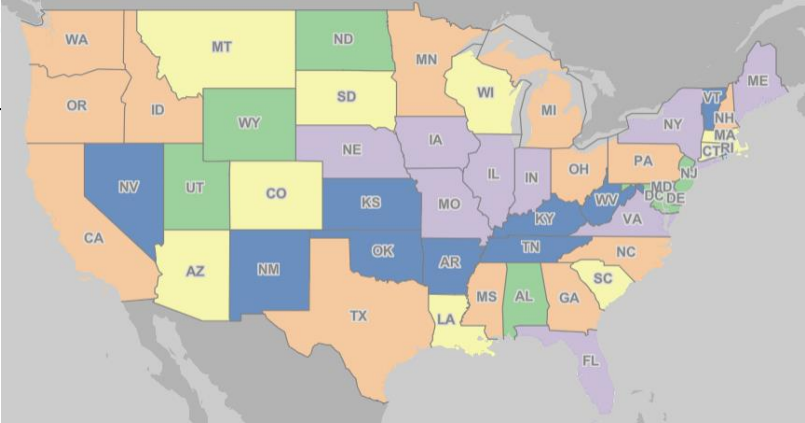 WA
MT
ND
MN
ME
OR
ID
SD
WI
MI
VT
NH
NY
MA
CT
RI
WY
NE
IA
PA
NV
UT
CO
IL
IN
OH
NJ
MD
DC
DE
KS
MO
WV
VA
CA
KY
AZ
NM
OK
AR
TN
NC
TX
LA
MS
AL
GA
SC
FL